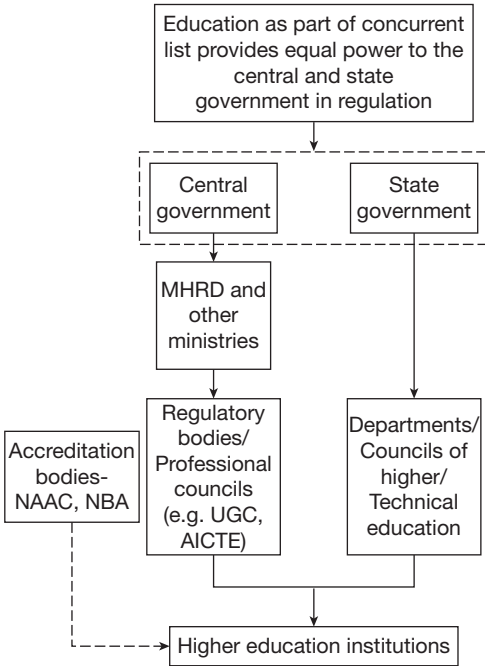 Education as part of concurrent
list provides equal power to the
central and state
government in regulation
Central
government
State
government
MHRD and
other
ministries
Regulatory
bodies/
Professional
councils
(e.g. UGC,
AICTE)
Departments/
Councils of
higher/
Technical
education
Accreditation
bodies-
NAAC, NBA
Higher education institutions